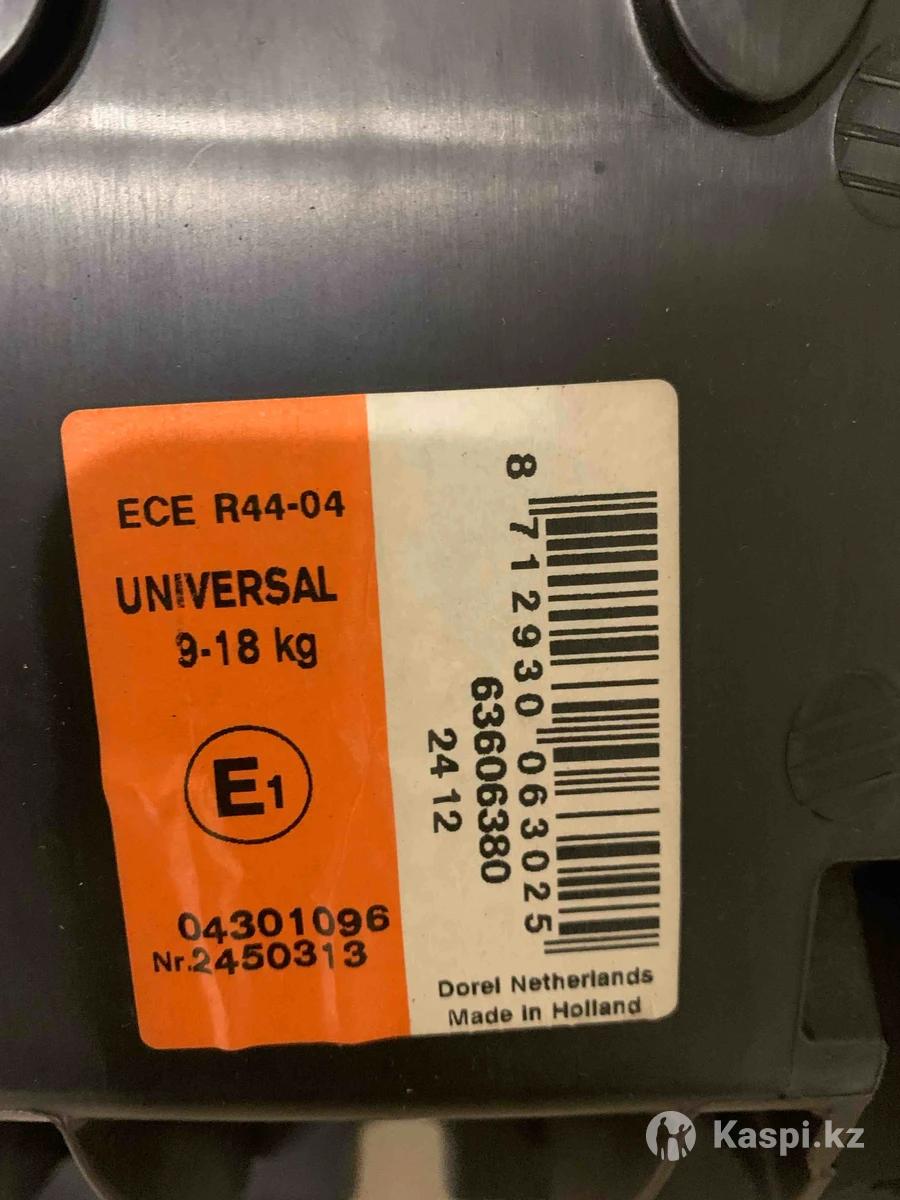 ECE R44-04
UNIVERSAL
9-18 kg
E1
04301096
Nr.2450313
8 712930 063025
63606380
24 12
Dorel Netherlands
Made in Holland
Kaspi.kz